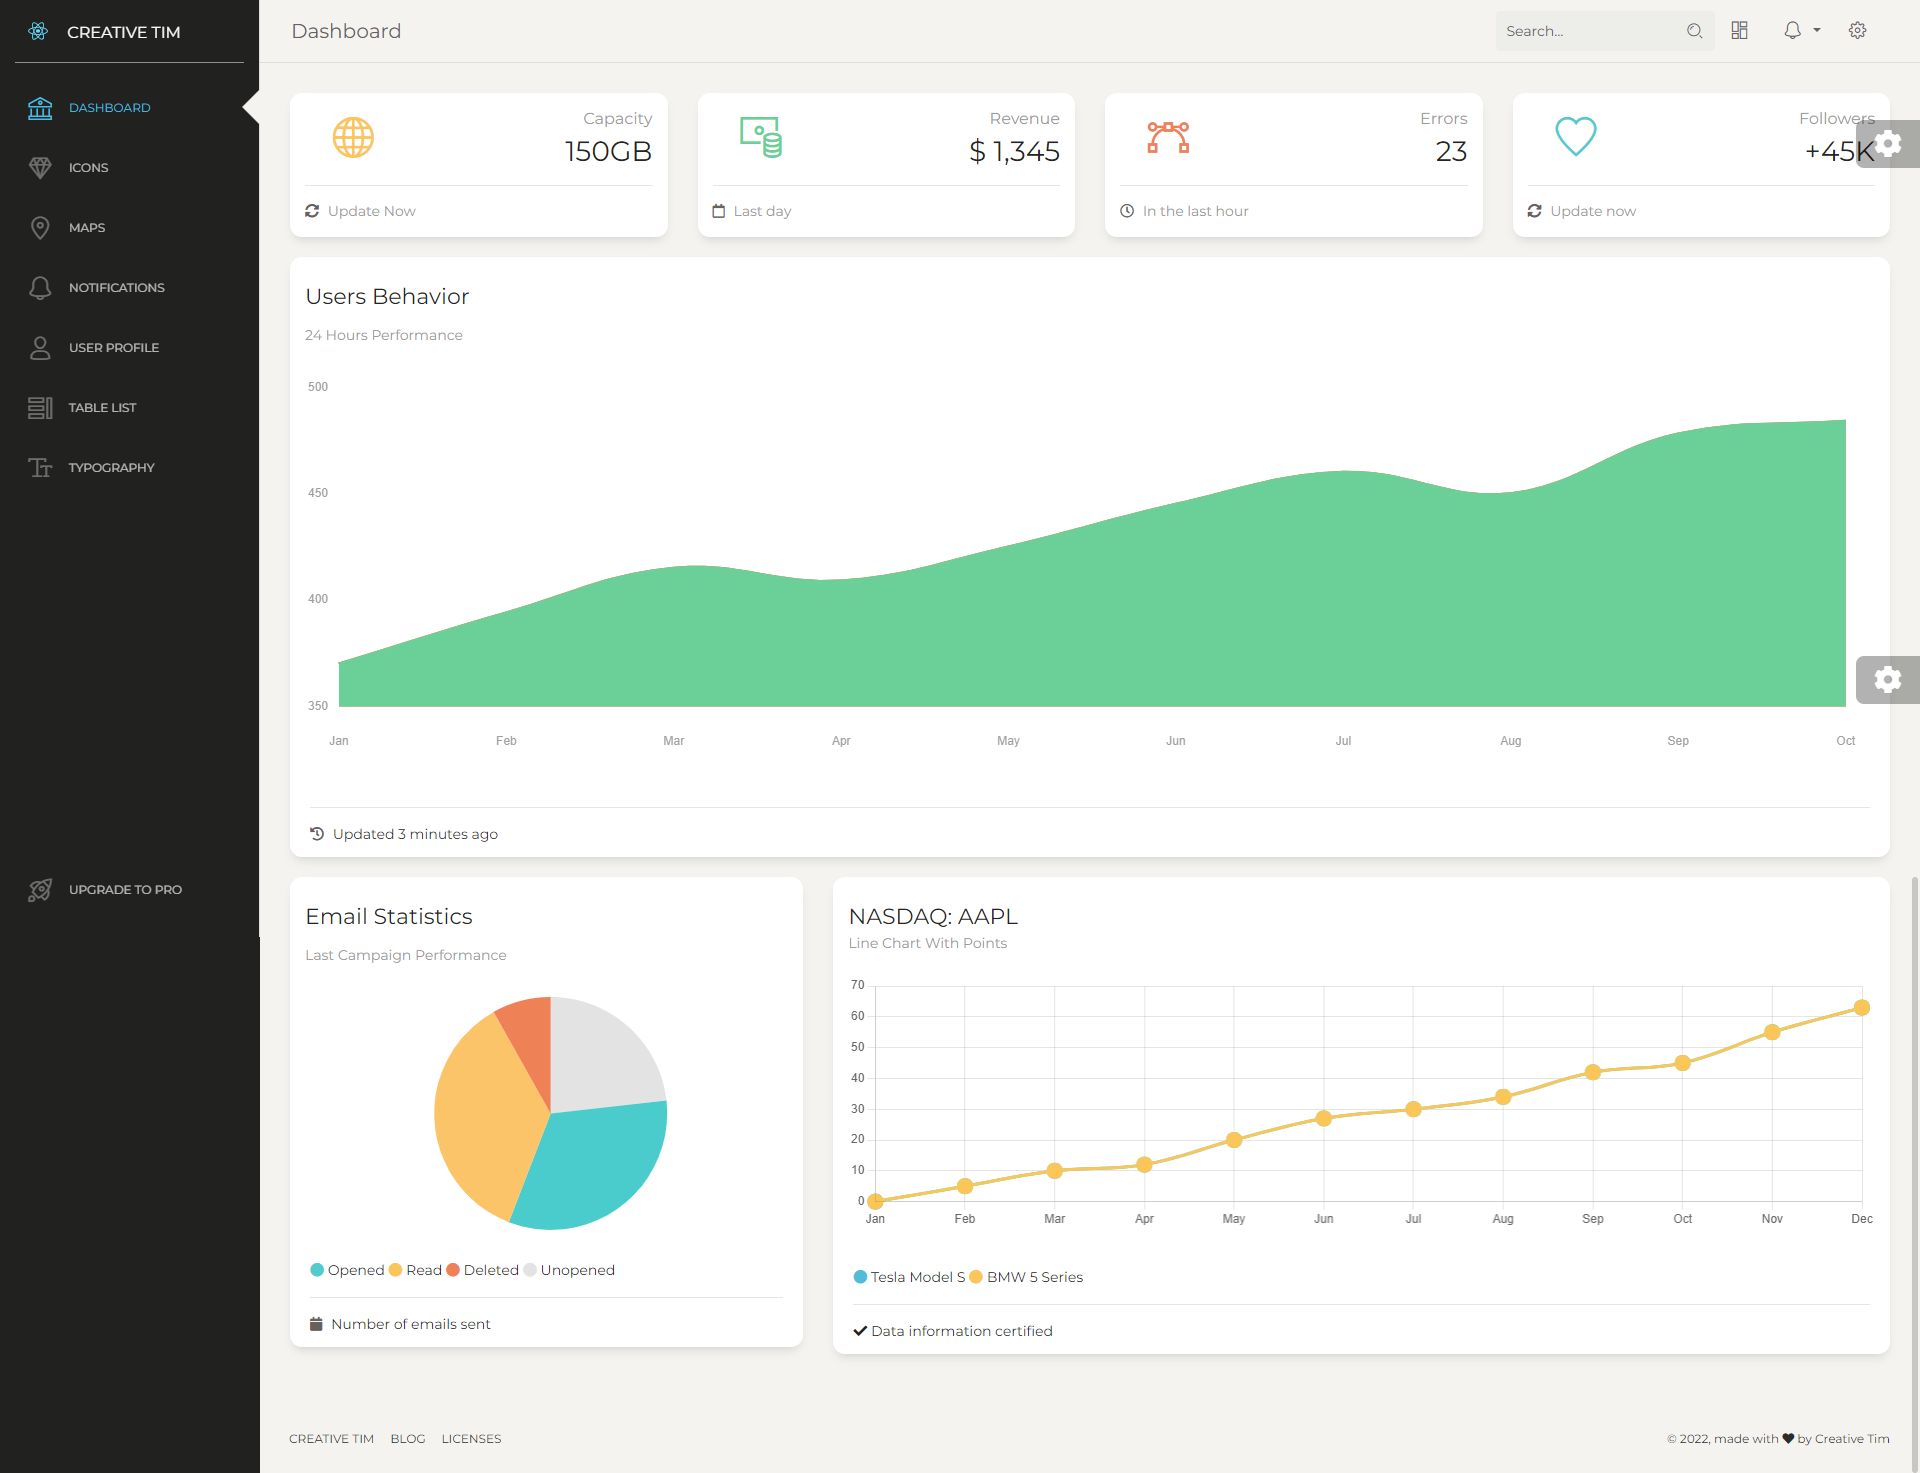 CREATIVE TIM
DASHBOARD
ICONS
MAPS
NOTIFICATIONS
USER PROFILE
TABLE LIST
TYPOGRAPHY
UPGRADE TO PRO
Dashboard
Search...
Capacity
150GB
Update Now
Revenue
$ 1,345
Last day
Errors
23
In the last hour
Followers
+45K
Update now
Users Behavior
24 Hours Performance
500
450
400
350
Jan Feb Mar Apr May Jun Jul Aug Sep Oct
Updated 3 minutes ago
Email Statistics
Last Campaign Performance
Opened Read Deleted Unopened
Number of emails sent
NASDAQ: AAPL
Line Chart With Points
70
60
50
40
30
20
10
0
Jan Feb Mar Apr May Jun Jul Aug Sep Oct Nov Dec
Tesla Model S BMW 5 Series
Data information certified
CREATIVE TIM BLOG LICENSES
© 2022, made with ♥ by Creative Tim